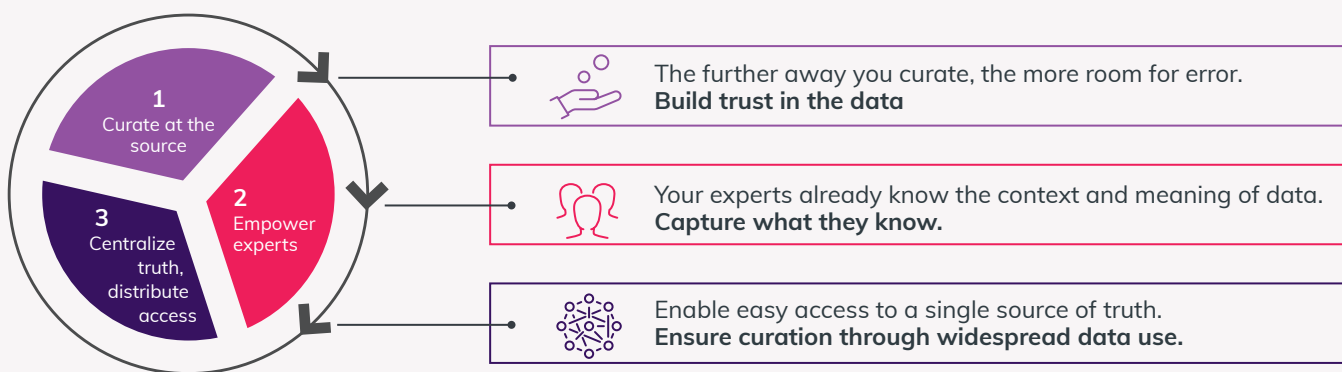 1
Curate at the
source
2
Empower
experts
3
Centralize
truth,
distribute
access
The further away you curate, the more room for error.
Build trust in the data
Your experts already know the context and meaning of data.
Capture what they know.
Enable easy access to a single source of truth.
Ensure curation through widespread data use.